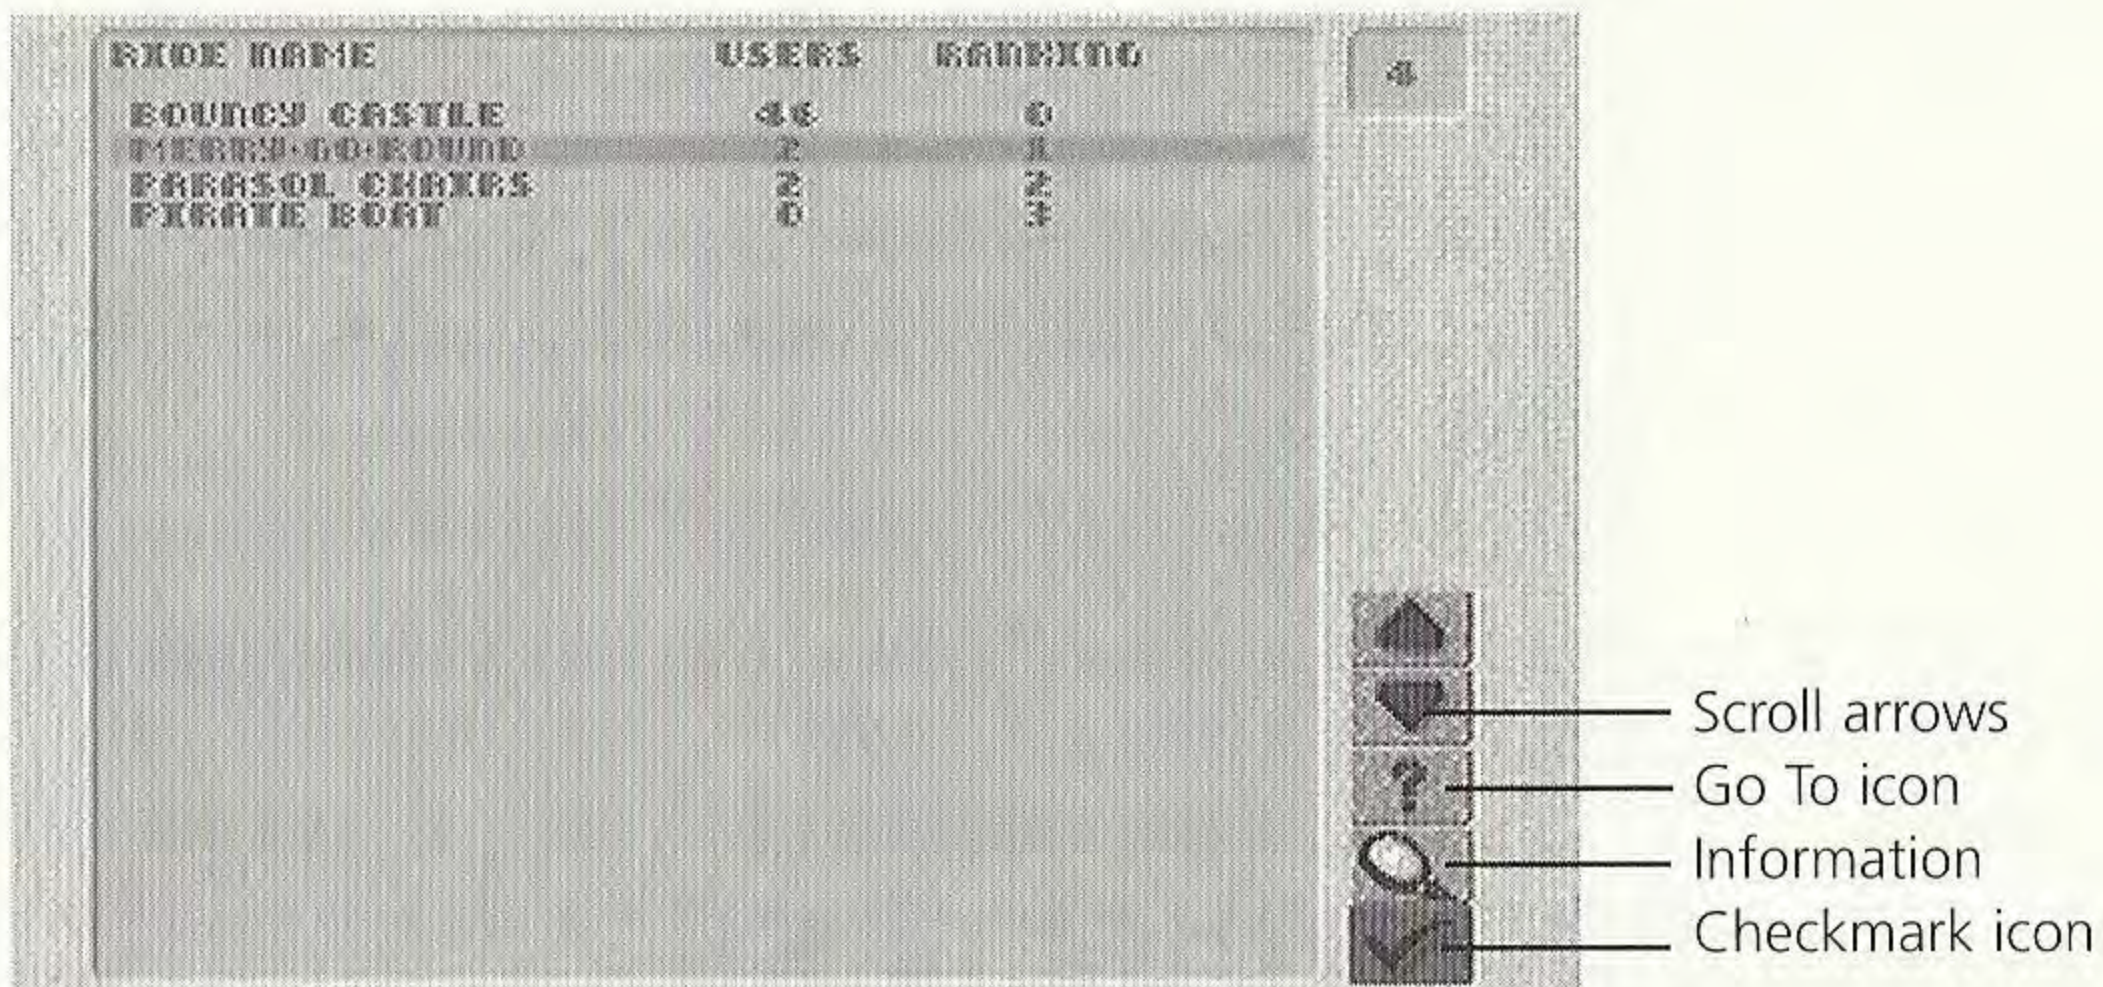 RIDE NAME USERS RANKING
4
BOUNCY CASTLE 46 0
MERRY-GO-ROUND 2 1
PARASOL CHAIRS 2 2
PIRATE BOAT 0 3
?
Scroll arrows
Go To icon
Information
Checkmark icon